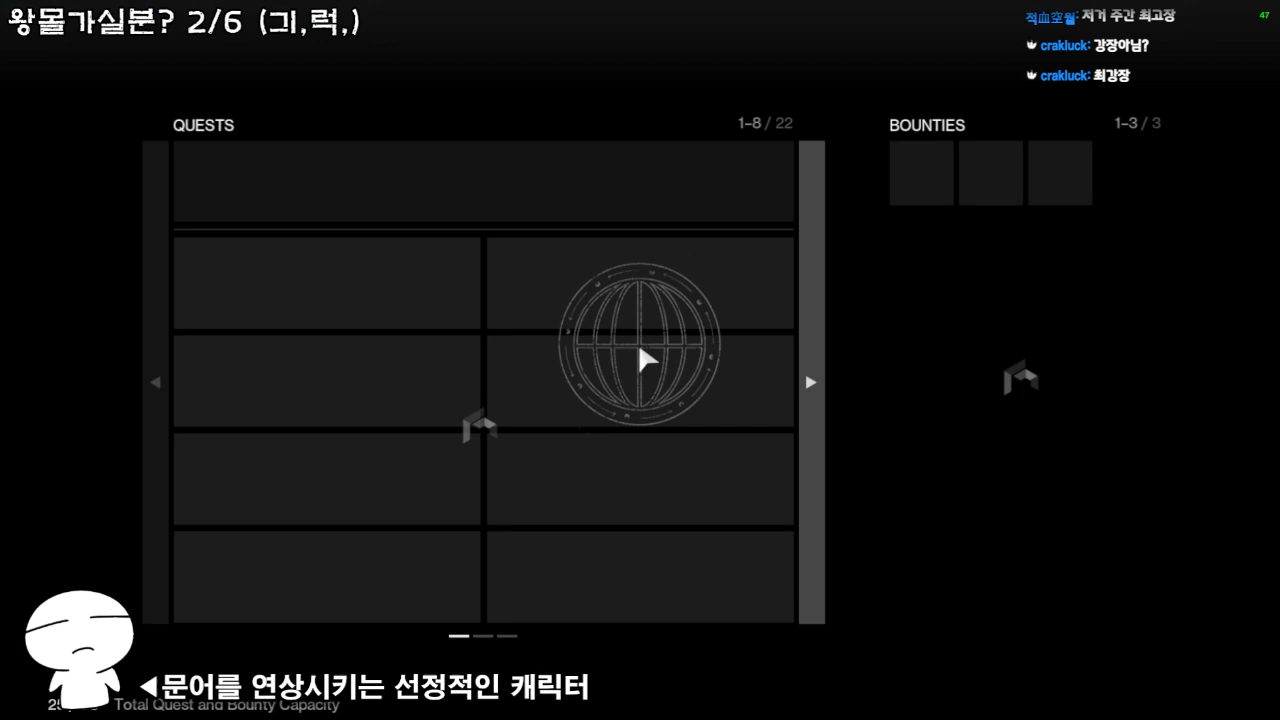 왕몰가실분? 2/6 (긔,럭,)
적血空월: 저거 주간 최고장
47
crakluck: 강장아님?
crakluck: 최강장
QUESTS
1–8 / 22
BOUNTIES
1–3 / 3
◀문어를 연상시키는 선정적인 캐릭터
Total Quest and Bounty Capacity